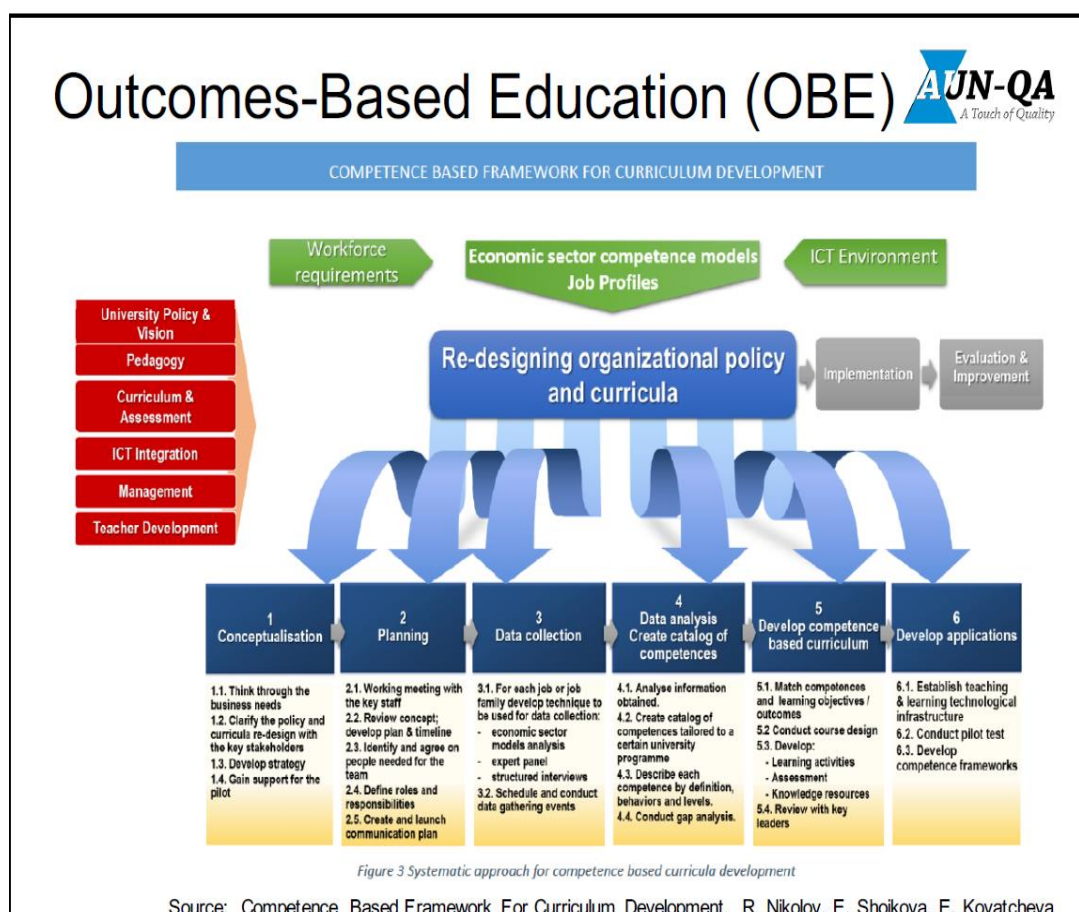 Outcomes-Based Education (OBE)
AUN-QA
A Touch of Quality
COMPETENCE BASED FRAMEWORK FOR CURRICULUM DEVELOPMENT
Workforce
requirements
Economic sector competence models
Job Profiles
ICT Environment
University Policy &
Vision
Pedagogy
Curriculum &
Assessment
ICT Integration
Management
Teacher Development
Re-designing organizational policy
and curricula
Implementation
Evaluation &
Improvement
1
Conceptualisation
1.1. Think through the
business needs
1.2. Clarify the policy and
curricula re-design with
the key stakeholders
1.3. Develop strategy
1.4. Gain support for the
pilot
2
Planning
2.1. Working meeting with
the key staff
2.2. Review concept;
develop plan & timeline
2.3. Identify and agree on
people needed for the
team
2.4. Define roles and
responsibilities
2.5. Create and launch
communication plan
3
Data collection
3.1. For each job or job
family develop technique to
be used for data collection:
- economic sector
models analysis
- expert panel
- structured interviews
3.2. Schedule and conduct
data gathering events
4
Data analysis
Create catalog of
competences
4.1. Analyse information
obtained.
4.2. Create catalog of
competences tailored to a
certain university
programme
4.3. Describe each
competence by definition,
behaviors and levels.
4.4. Conduct gap analysis.
5
Develop competence
based curriculum
5.1. Match competences
and learning objectives /
outcomes
5.2 Conduct course design
5.3. Develop:
- Learning activities
- Assessment
- Knowledge resources
5.4. Review with key
leaders
6
Develop applications
6.1. Establish teaching
& learning technological
infrastructure
6.2. Conduct pilot test
6.3. Develop
competence frameworks
Figure 3 Systematic approach for competence based curricula development
Source: Competence Based Framework For Curriculum Development, R. Nikolov, E. Shoikova, E. Kovatcheva